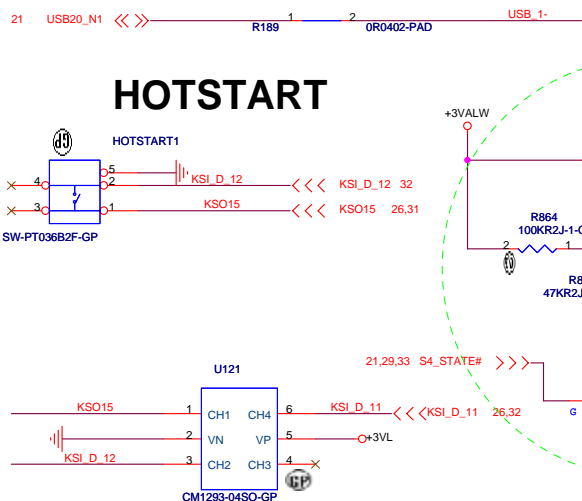 21 USB20_N1 R189 1 2 0R0402-PAD USB_1-
HOTSTART
+3VALW
GP HOTSTART1
5
4 2 KSI_D_12 KSI_D_12 32
3 1 KSO15 KSO15 26,31
SW-PT036B2F-GP
R864
100KR2J-1-G
2 1
R8
47KR2J
21,29,33 S4_STATE#
U121
KSO15 1 CH1 CH4 6 KSI_D_11 KSI_D_11 26,32
G
2 VN VP 5 +3VL
KSI_D_12 3 CH2 CH3 4
GP
CM1293-04SO-GP